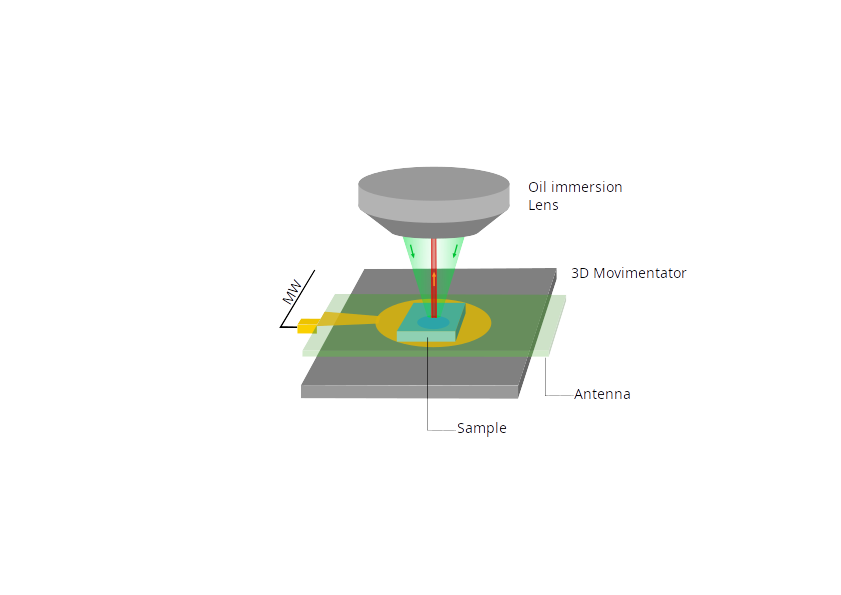 Oil immersion
Lens
3D Movimentator
MW
Antenna
Sample